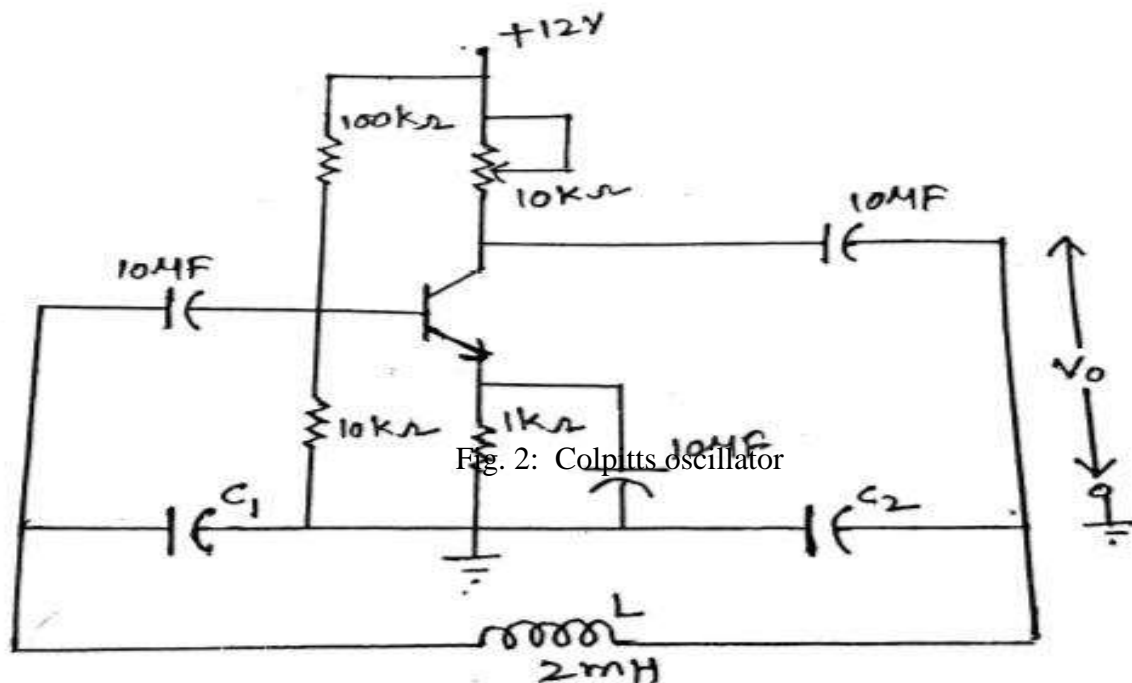 +12V
100kΩ
10kΩ
10MF
10MF
10kΩ
1kΩ
10MF
Fig. 2: Colpitts oscillator
Vo
C1
C2
L
2mH